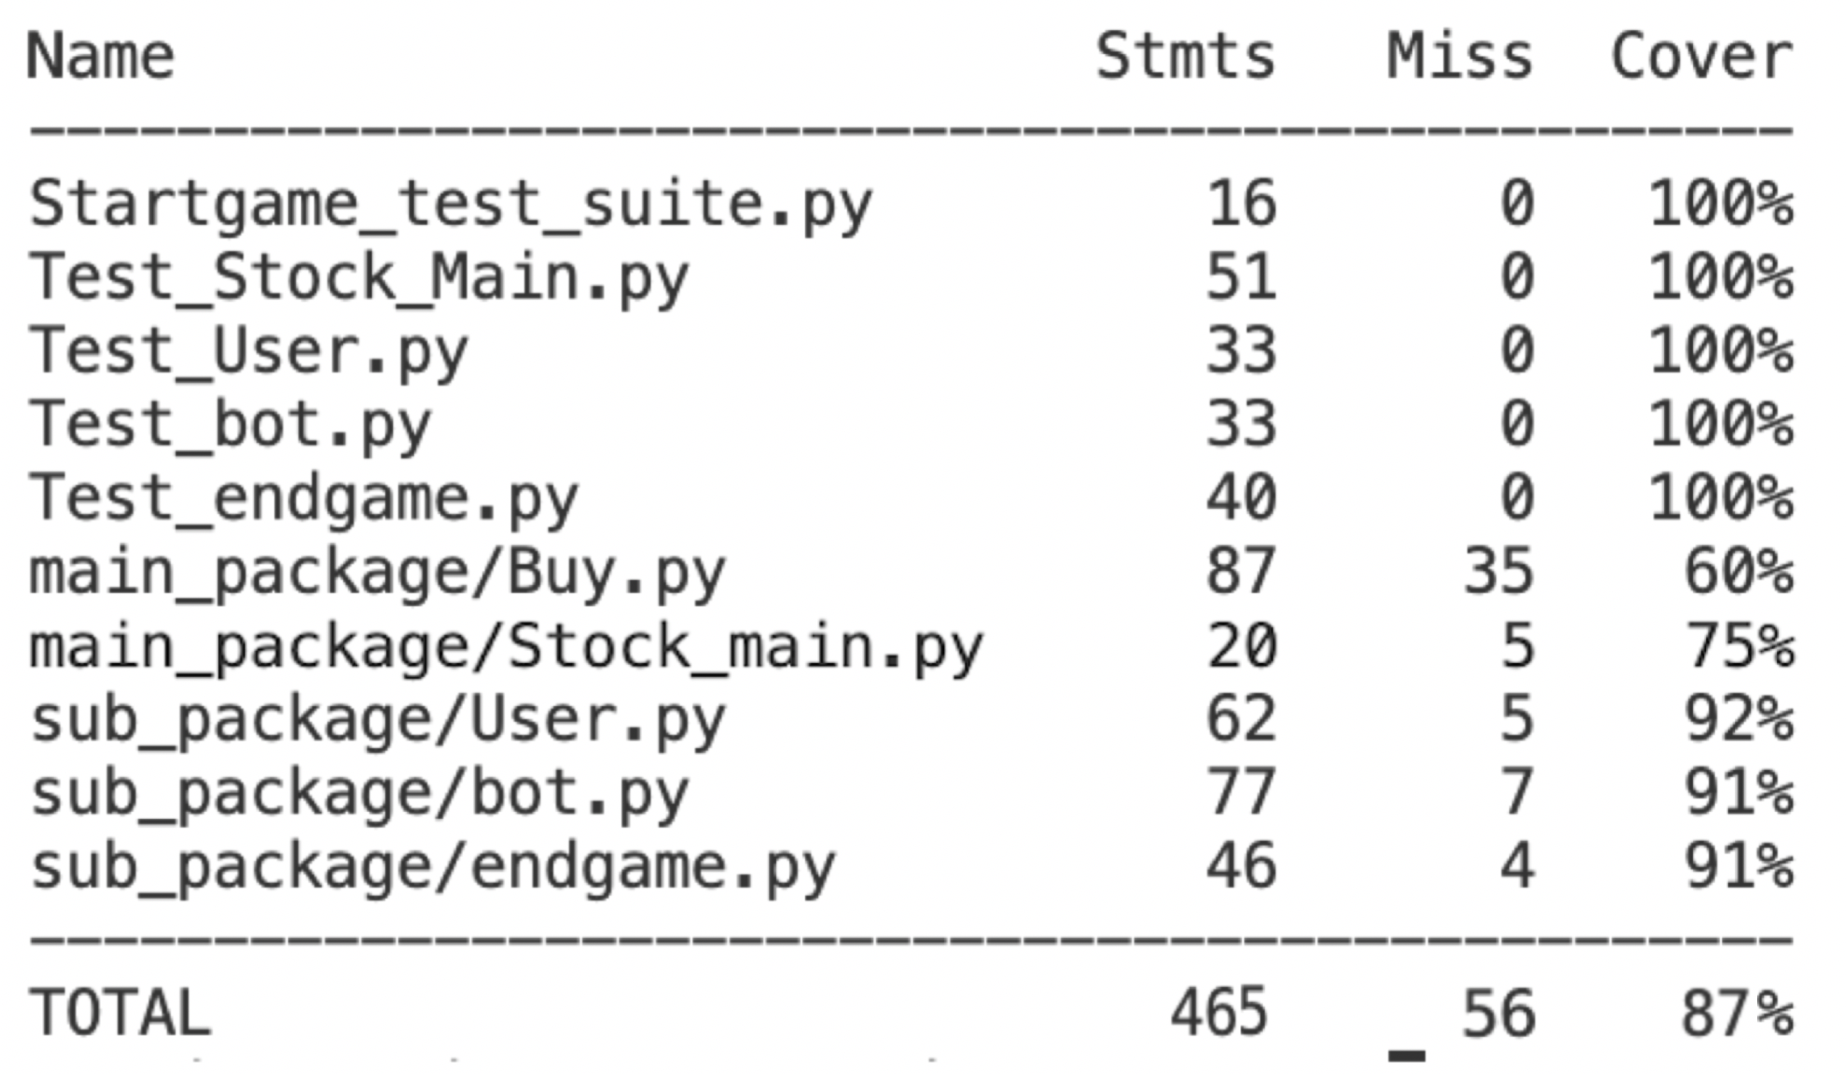 Name Stmts Miss Cover
------------------------------------------------
Startgame_test_suite.py 16 0 100%
Test_Stock_Main.py 51 0 100%
Test_User.py 33 0 100%
Test_bot.py 33 0 100%
Test_endgame.py 40 0 100%
main_package/Buy.py 87 35 60%
main_package/Stock_main.py 20 5 75%
sub_package/User.py 62 5 92%
sub_package/bot.py 77 7 91%
sub_package/endgame.py 46 4 91%
------------------------------------------------
TOTAL 465 56 87%